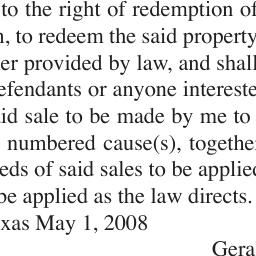 to the right of redemption of
, to redeem the said property
er provided by law, and shall
efendants or anyone intereste
id sale to be made by me to
numbered cause(s), togethe
eds of said sales to be applied
be applied as the law directs.
xas May 1, 2008
Gera